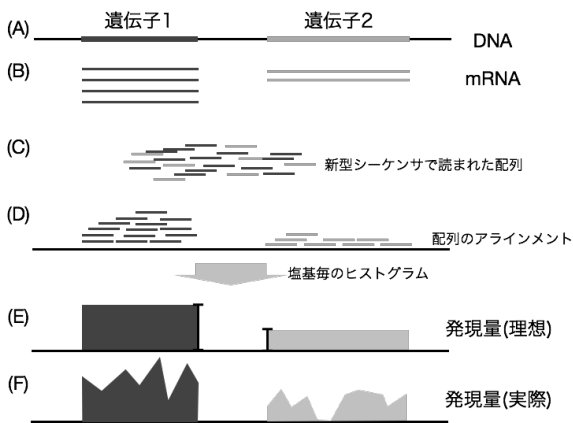 遺伝子1 遺伝子2
(A) DNA
(B) mRNA
(C) 新型シーケンサで読まれた配列
(D) 配列のアラインメント
塩基毎のヒストグラム
(E) 発現量(理想)
(F) 発現量(実際)